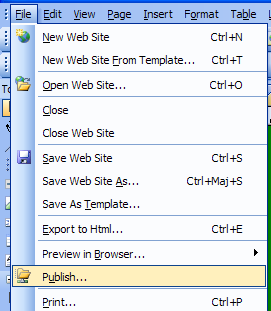 File Edit View Page Insert Format Table
New Web Site Ctrl+N
New Web Site From Template... Ctrl+T
Open Web Site... Ctrl+O
Close
Close Web Site
Save Web Site Ctrl+S
Save Web Site As... Ctrl+Maj+S
Save As Template...
Export to Html... Ctrl+E
Preview in Browser...
Publish...
Print... Ctrl+P